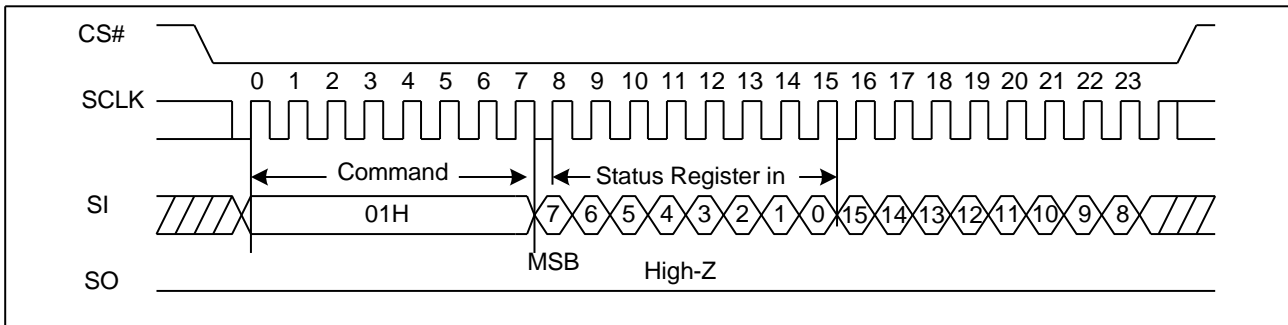 CS#
0 1 2 3 4 5 6 7 8 9 10 11 12 13 14 15 16 17 18 19 20 21 22 23
SCLK
Command Status Register in
SI 01H 7 6 5 4 3 2 1 0 15 14 13 12 11 10 9 8
MSB High-Z
SO